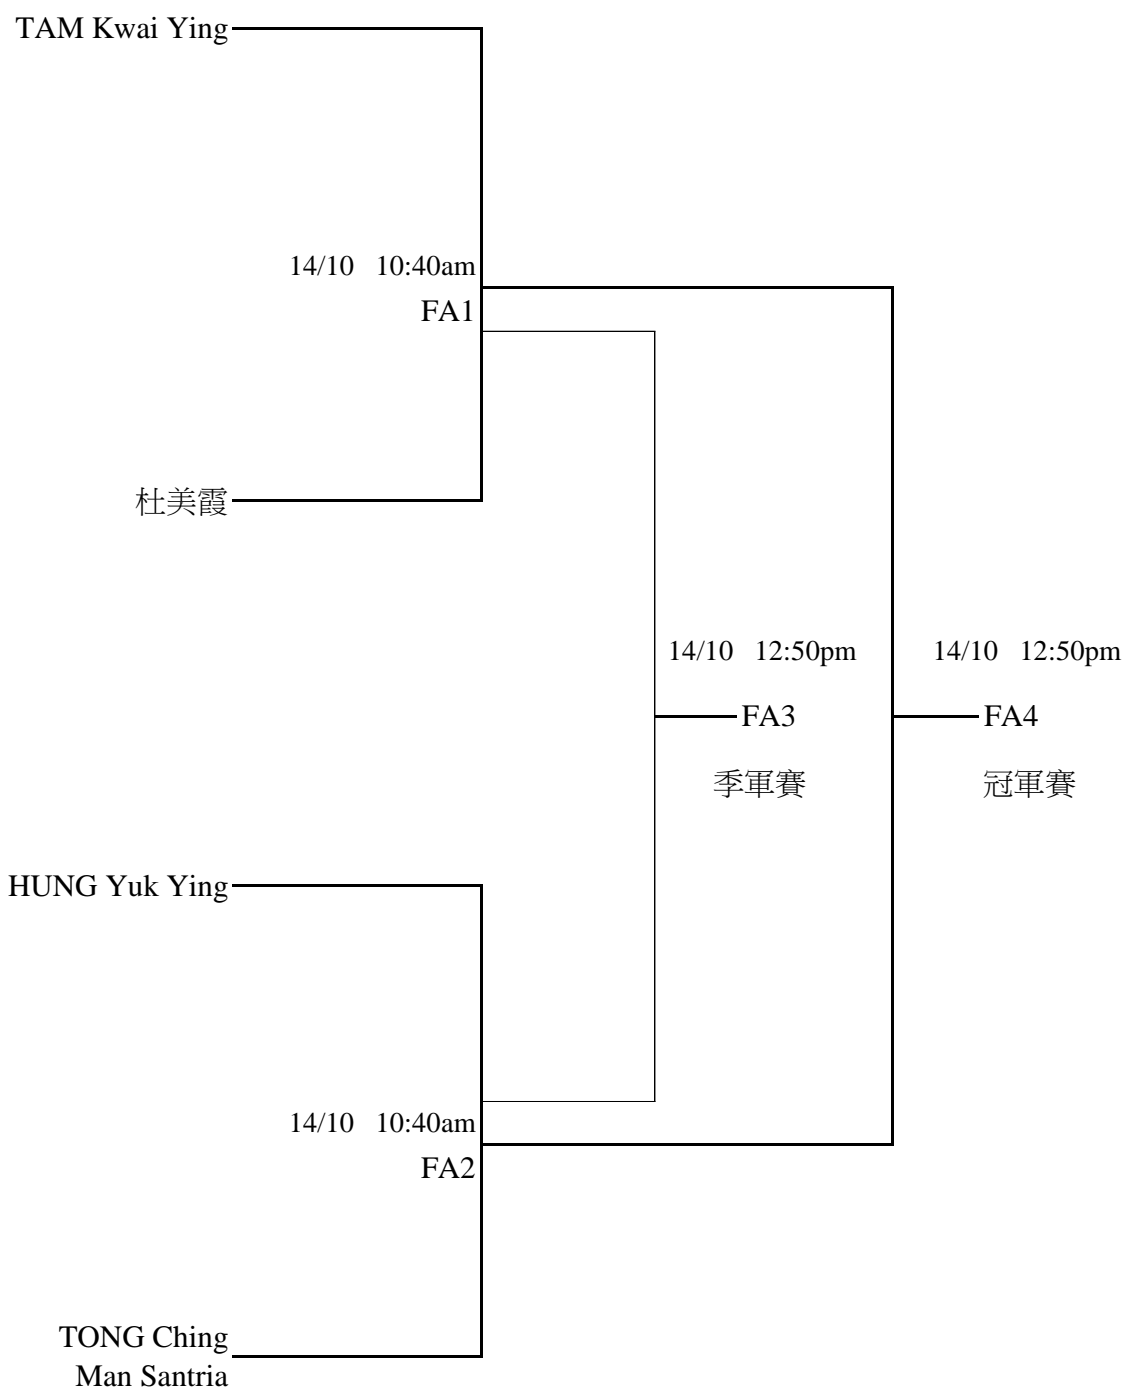 TAM Kwai Ying
14/10 10:40am
FA1
杜美霞
14/10 12:50pm
14/10 12:50pm
FA3
FA4
季軍賽
冠軍賽
HUNG Yuk Ying
14/10 10:40am
FA2
TONG Ching
Man Santria